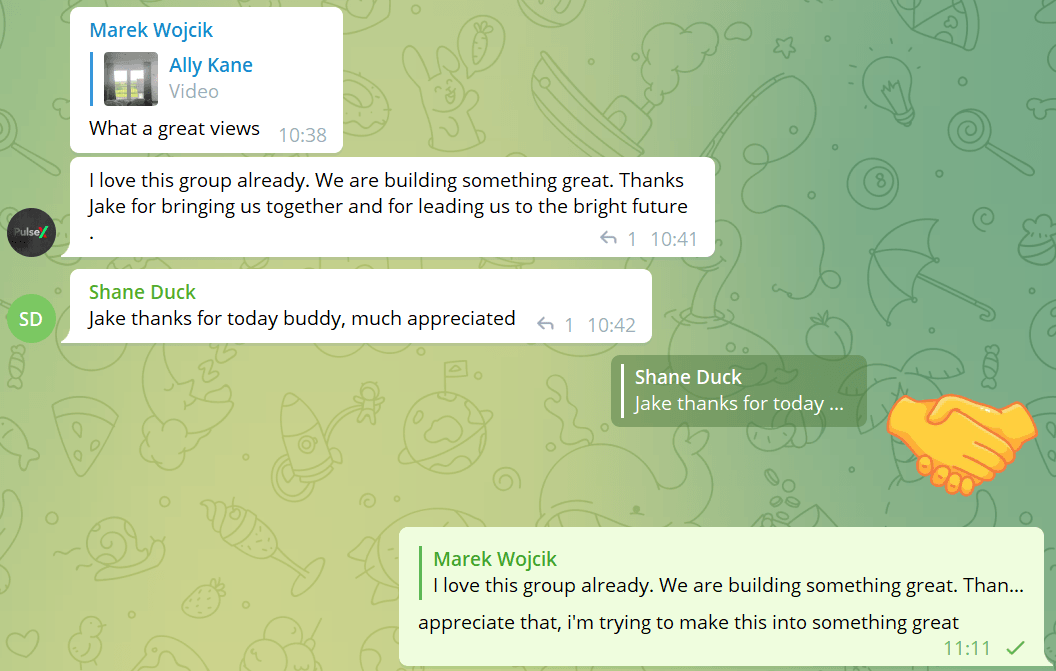 Marek Wojcik
Ally Kane
Video
What a great views 10:38
I love this group already. We are building something great. Thanks
Jake for bringing us together and for leading us to the bright future
. 1 10:41
PulseX
Shane Duck
SD
Jake thanks for today buddy, much appreciated 1 10:42
Shane Duck
Jake thanks for today ...
Marek Wojcik
I love this group already. We are building something great. Than...
appreciate that, i'm trying to make this into something great
11:11